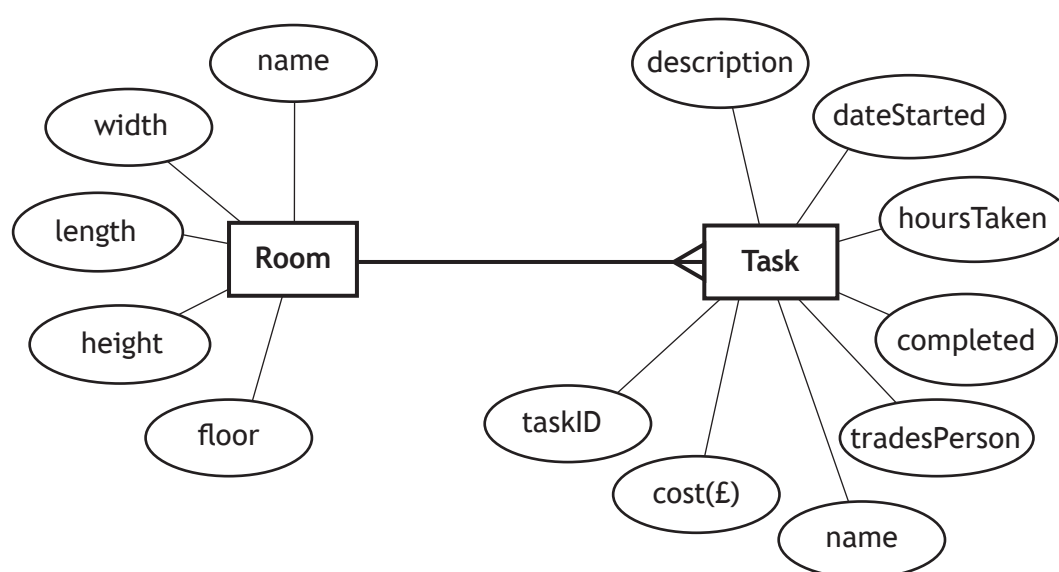 name
description
width
dateStarted
length
hoursTaken
Room
Task
height
completed
floor
taskID
tradesPerson
cost(£)
name